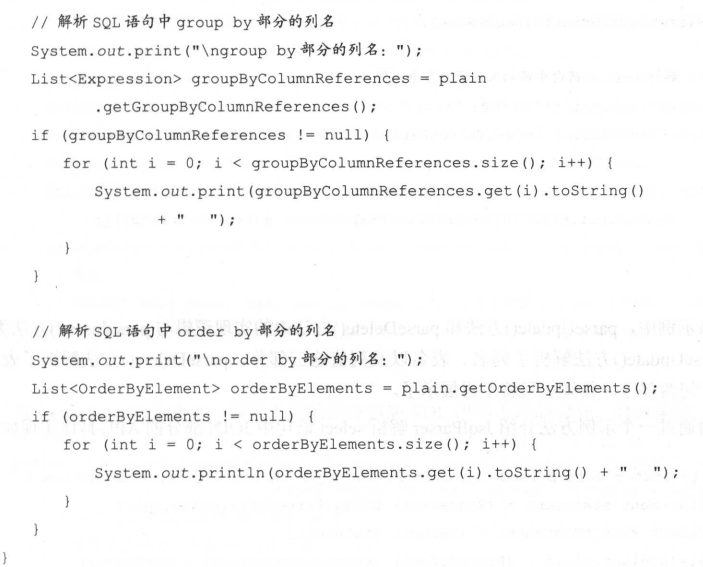 // 解析 SQL 语句中 group by 部分的列名
System.out.print("\ngroup by 部分的列名: ");
List<Expression> groupByColumnReferences = plain
.getGroupByColumnReferences();
if (groupByColumnReferences != null) {
for (int i = 0; i < groupByColumnReferences.size(); i++) {
System.out.print(groupByColumnReferences.get(i).toString()
+ "   ");
}
}
// 解析 SQL 语句中 order by 部分的列名
System.out.print("\norder by 部分的列名: ");
List<OrderByElement> orderByElements = plain.getOrderByElements();
if (orderByElements != null) {
for (int i = 0; i < orderByElements.size(); i++) {
System.out.println(orderByElements.get(i).toString() + "   ");
}
}
}